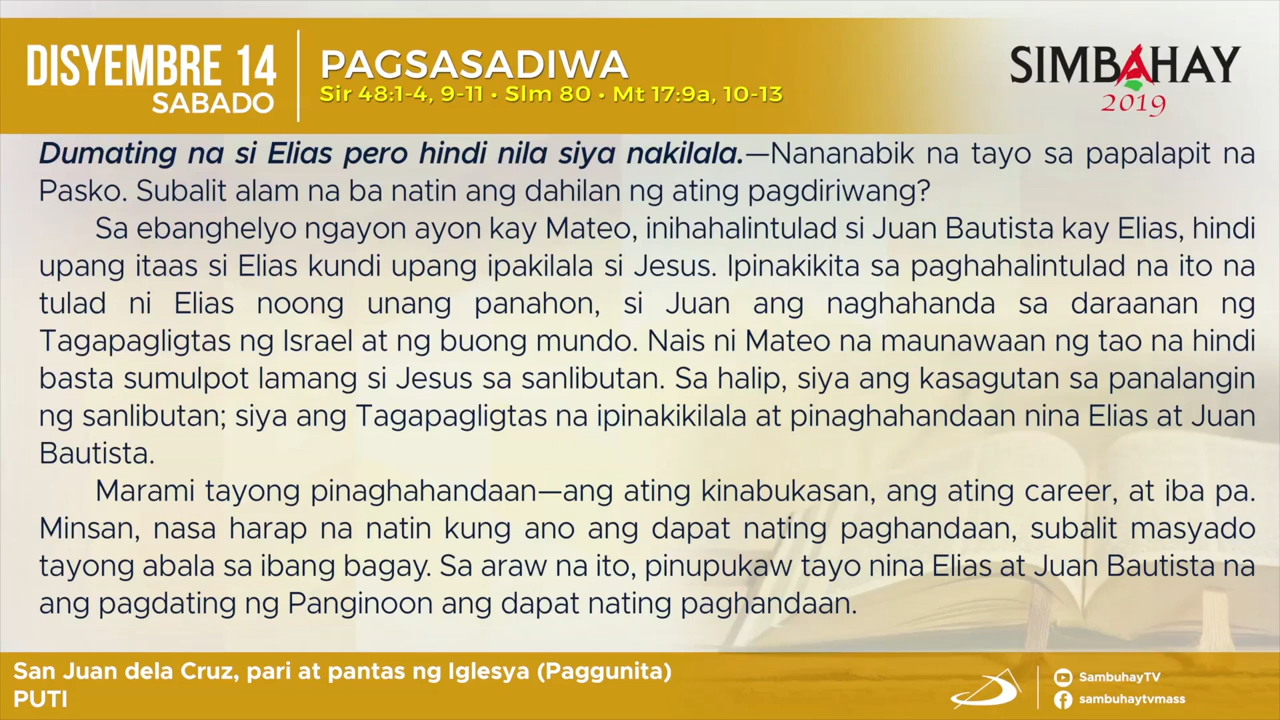 DISYEMBRE 14
SABADO
PAGSASADIWA
Sir 48:1-4, 9-11 • Slm 80 • Mt 17:9a, 10-13
SIMBAHAY
2019
Dumating na si Elias pero hindi nila siya nakilala.—Nananabik na tayo sa papalapit na
Pasko. Subalit alam na ba natin ang dahilan ng ating pagdiriwang?
Sa ebanghelyo ngayon ayon kay Mateo, inihahalintulad si Juan Bautista kay Elias, hindi
upang itaas si Elias kundi upang ipakilala si Jesus. Ipinakikita sa paghahalintulad na ito na
tulad ni Elias noong unang panahon, si Juan ang naghahanda sa daraanan ng
Tagapagligtas ng Israel at ng buong mundo. Nais ni Mateo na maunawaan ng tao na hindi
basta sumulpot lamang si Jesus sa sanlibutan. Sa halip, siya ang kasagutan sa panalangin
ng sanlibutan; siya ang Tagapagligtas na ipinakikilala at pinaghahandaan nina Elias at Juan
Bautista.
Marami tayong pinaghahandaan—ang ating kinabukasan, ang ating career, at iba pa.
Minsan, nasa harap na natin kung ano ang dapat nating paghandaan, subalit masyado
tayong abala sa ibang bagay. Sa araw na ito, pinupukaw tayo nina Elias at Juan Bautista na
ang pagdating ng Panginoon ang dapat nating paghandaan.
San Juan dela Cruz, pari at pantas ng Iglesya (Paggunita)
PUTI
SambuhayTV
sambuhaytvmass